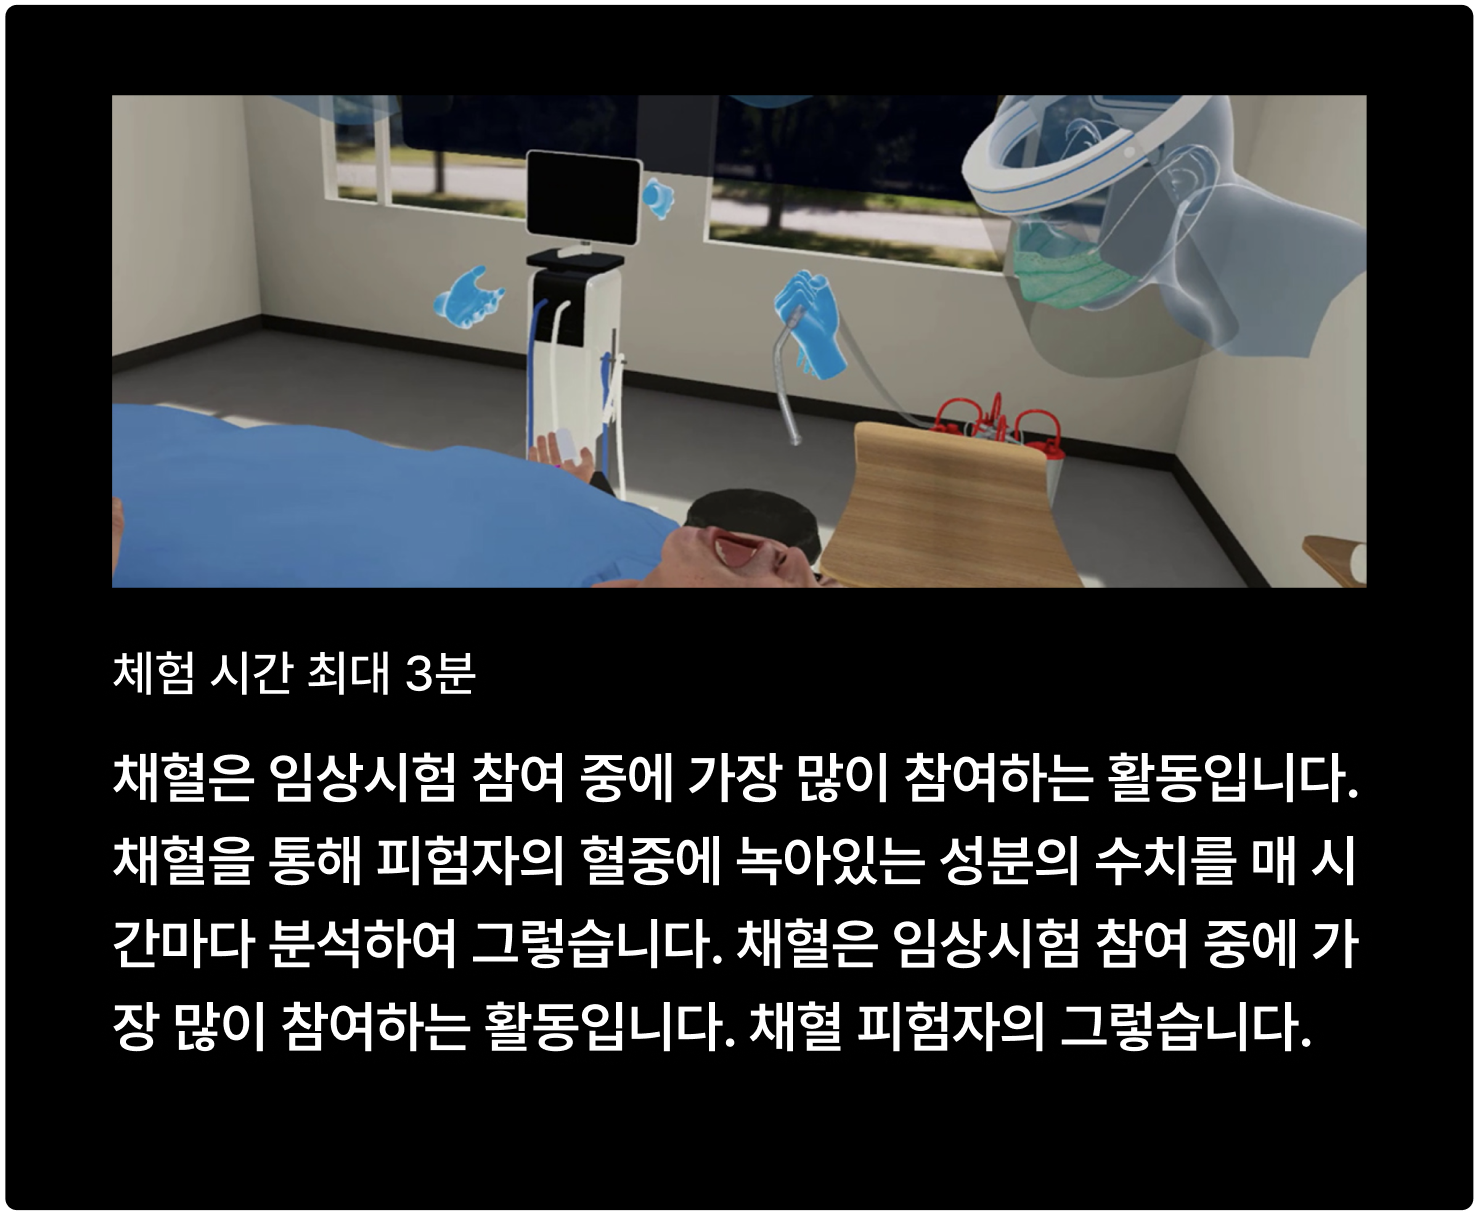 체험 시간 최대 3분
채혈은 임상시험 참여 중에 가장 많이 참여하는 활동입니다.
채혈을 통해 피험자의 혈중에 녹아있는 성분의 수치를 매 시
간마다 분석하여 그렇습니다. 채혈은 임상시험 참여 중에 가
장 많이 참여하는 활동입니다. 채혈 피험자의 그렇습니다.